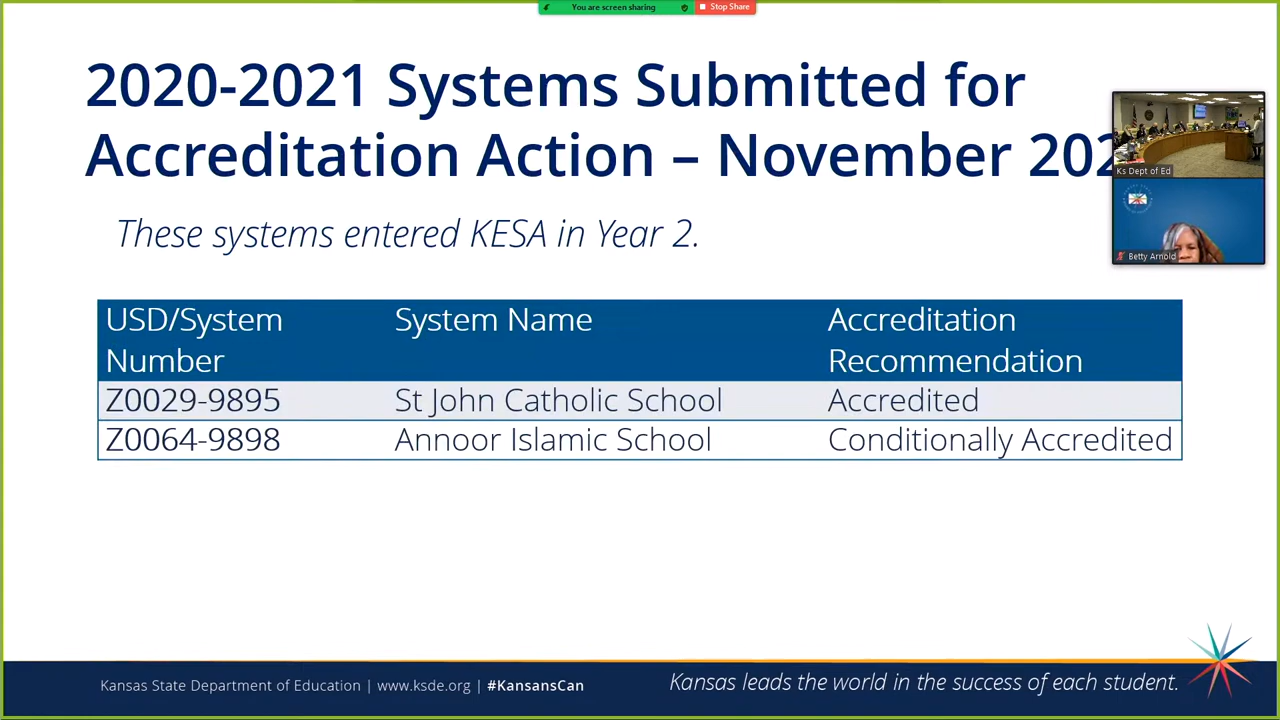 You are screen sharing
Stop Share
2020-2021 Systems Submitted for
Accreditation Action – November
These systems entered KESA in Year 2.
Ks Dept of Ed
Betty Arnold
USD/System Number System Name Accreditation Recommendation
Z0029-9895 St John Catholic School Accredited
Z0064-9898 Annoor Islamic School Conditionally Accredited
Kansas State Department of Education | www.ksde.org | #KansansCan
Kansas leads the world in the success of each student.